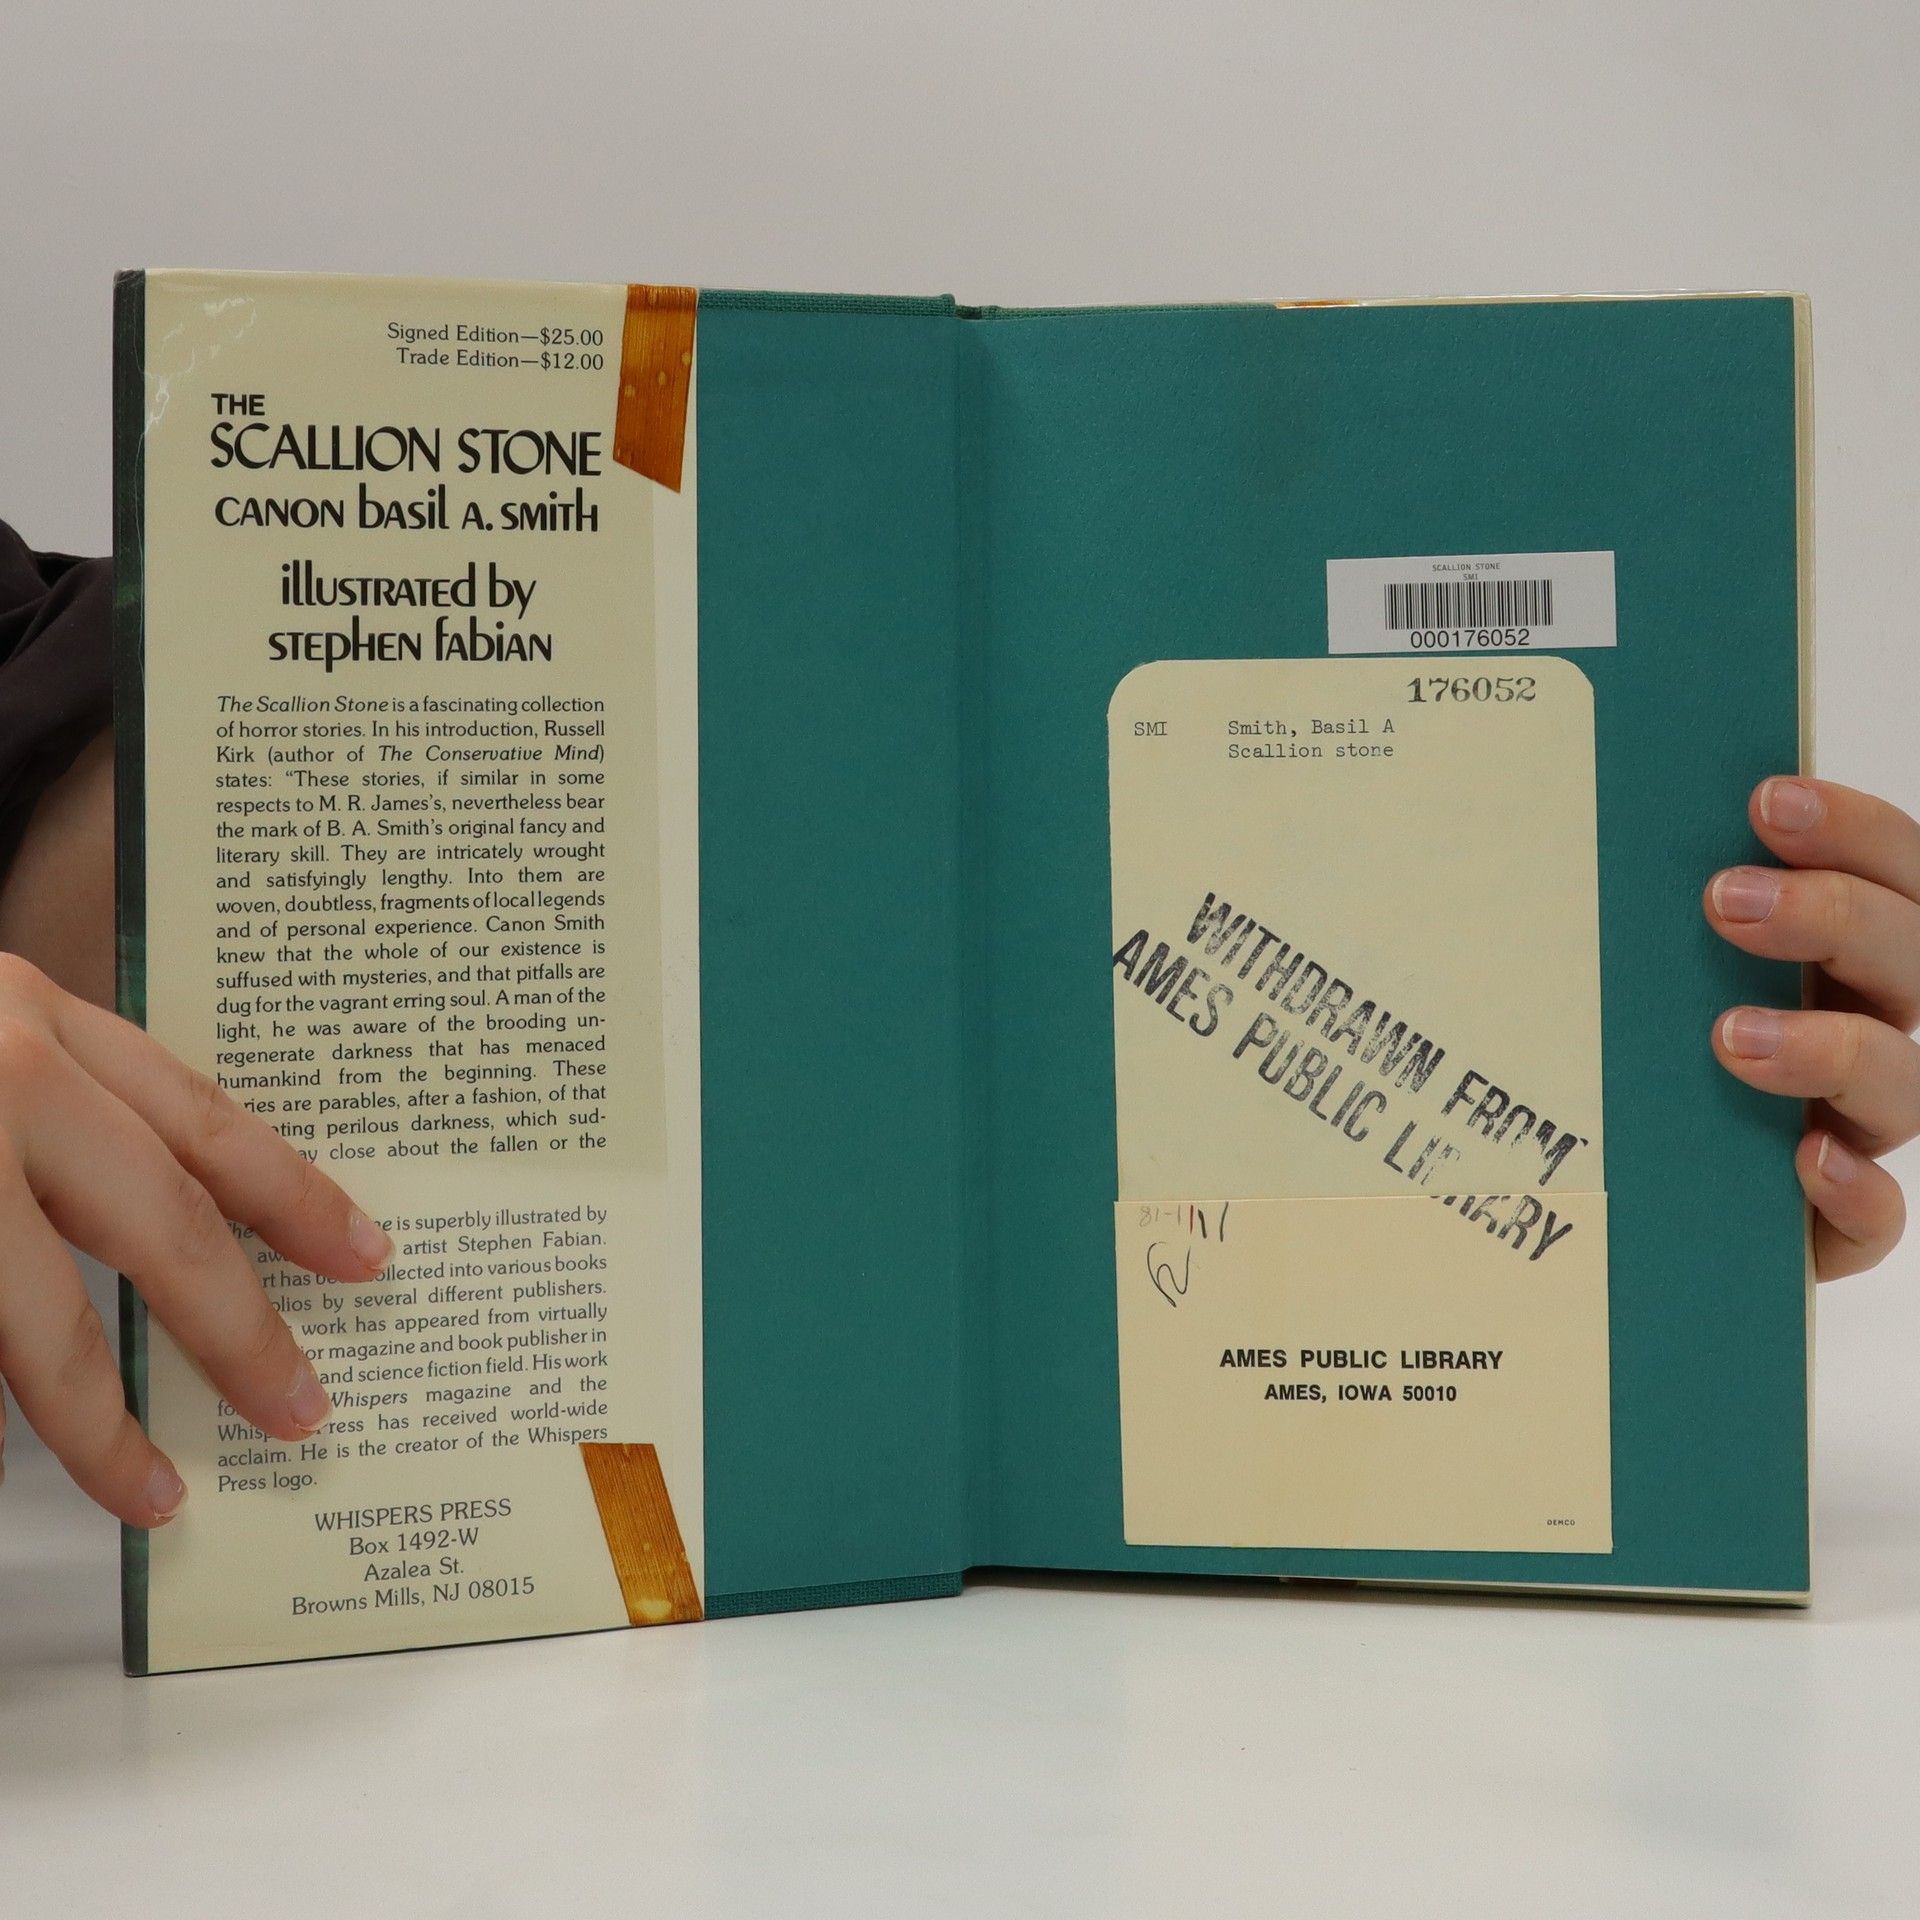 Signed Edition—$25.00
Trade Edition—$12.00
THE
SCALLION STONE
CANON basil A. SMITH
illUSTRATEd by
STEPHEN FABIAN
The Scallion Stone is a fascinating collection
of horror stories. In his introduction, Russell
Kirk (author of The Conservative Mind)
states: “These stories, if similar in some
respects to M. R. James’s, nevertheless bear
the mark of B. A. Smith’s original fancy and
literary skill. They are intricately wrought
and satisfyingly lengthy. Into them are
woven, doubtless, fragments of local legends
and of personal experience. Canon Smith
knew that the whole of our existence is
suffused with mysteries, and that pitfalls are
dug for the vagrant erring soul. A man of the
light, he was aware of the brooding un-
regenerate darkness that has menaced
humankind from the beginning. These
are parables, after a fashion, of that
perilous darkness, which sud-
close about the fallen or the
is superbly illustrated by
artist Stephen Fabian.
has collected into various books
by several different publishers.
work has appeared from virtually
magazine and book publisher in
and science fiction field. His work
Whispers magazine and the
Press has received world-wide
acclaim. He is the creator of the Whispers
Press logo.
WHISPERS PRESS
Box 1492-W
Azalea St.
Browns Mills, NJ 08015
SCALLION STONE
SMI
000176052
176052
SMI Smith, Basil A
Scallion stone
WITHDRAWN FROM
AMES PUBLIC LIBRARY
AMES PUBLIC LIBRARY
AMES, IOWA 50010
DEMCO